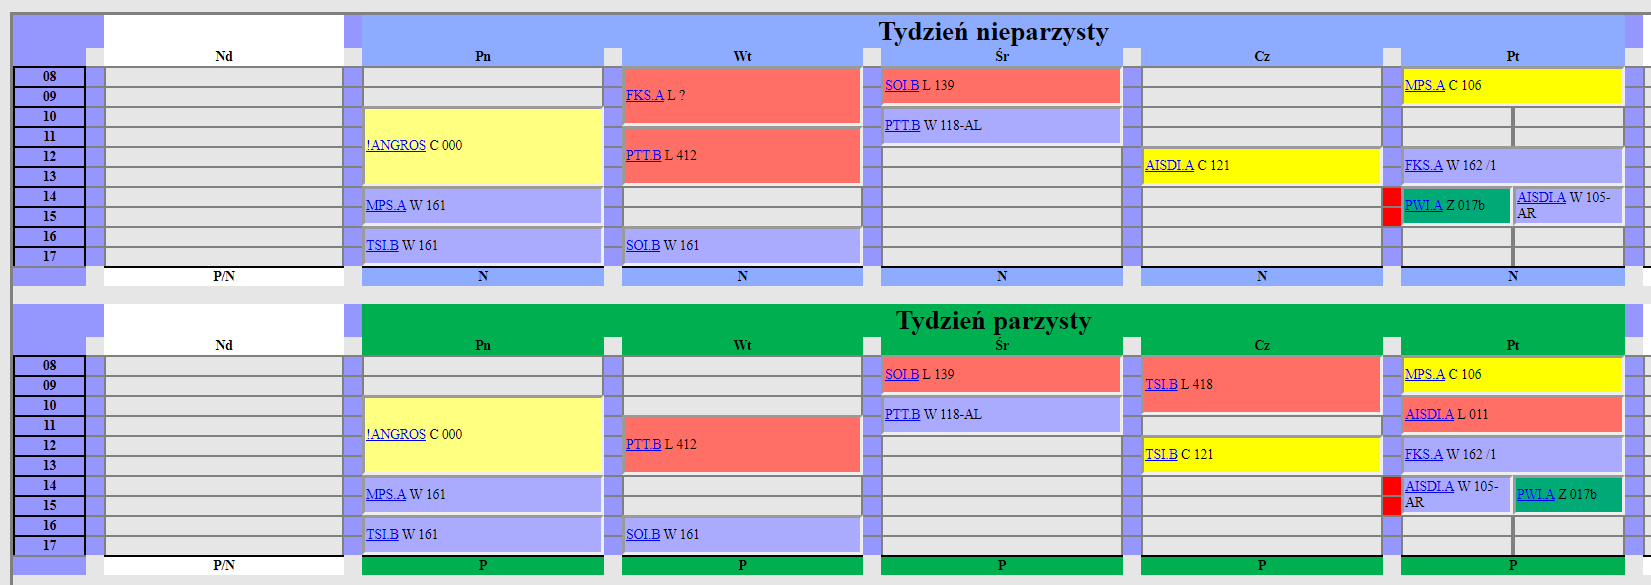 Tydzień nieparzysty
Nd Pn Wt Śr Cz Pt
08 FKS.A L ? SOI.B L 139 MPS.A C 106
09
10 !ANGROS C 000 PTT.B W 118-AL
11 PTT.B L 412
12 AISDI.A C 121 FKS.A W 162 /1
13
14 MPS.A W 161 PWI.A Z 017b AISDI.A W 105-
AR
15
16 TSI.B W 161 SOI.B W 161
17
P/N N N N N N
Tydzień parzysty
Nd Pn Wt Śr Cz Pt
08 SOI.B L 139 TSI.B L 418 MPS.A C 106
09
10 !ANGROS C 000 PTT.B W 118-AL AISDI.A L 011
11 PTT.B L 412
12 TSI.B C 121 FKS.A W 162 /1
13
14 MPS.A W 161 AISDI.A W 105-
AR PWI.A Z 017b
15
16 TSI.B W 161 SOI.B W 161
17
P/N P P P P P